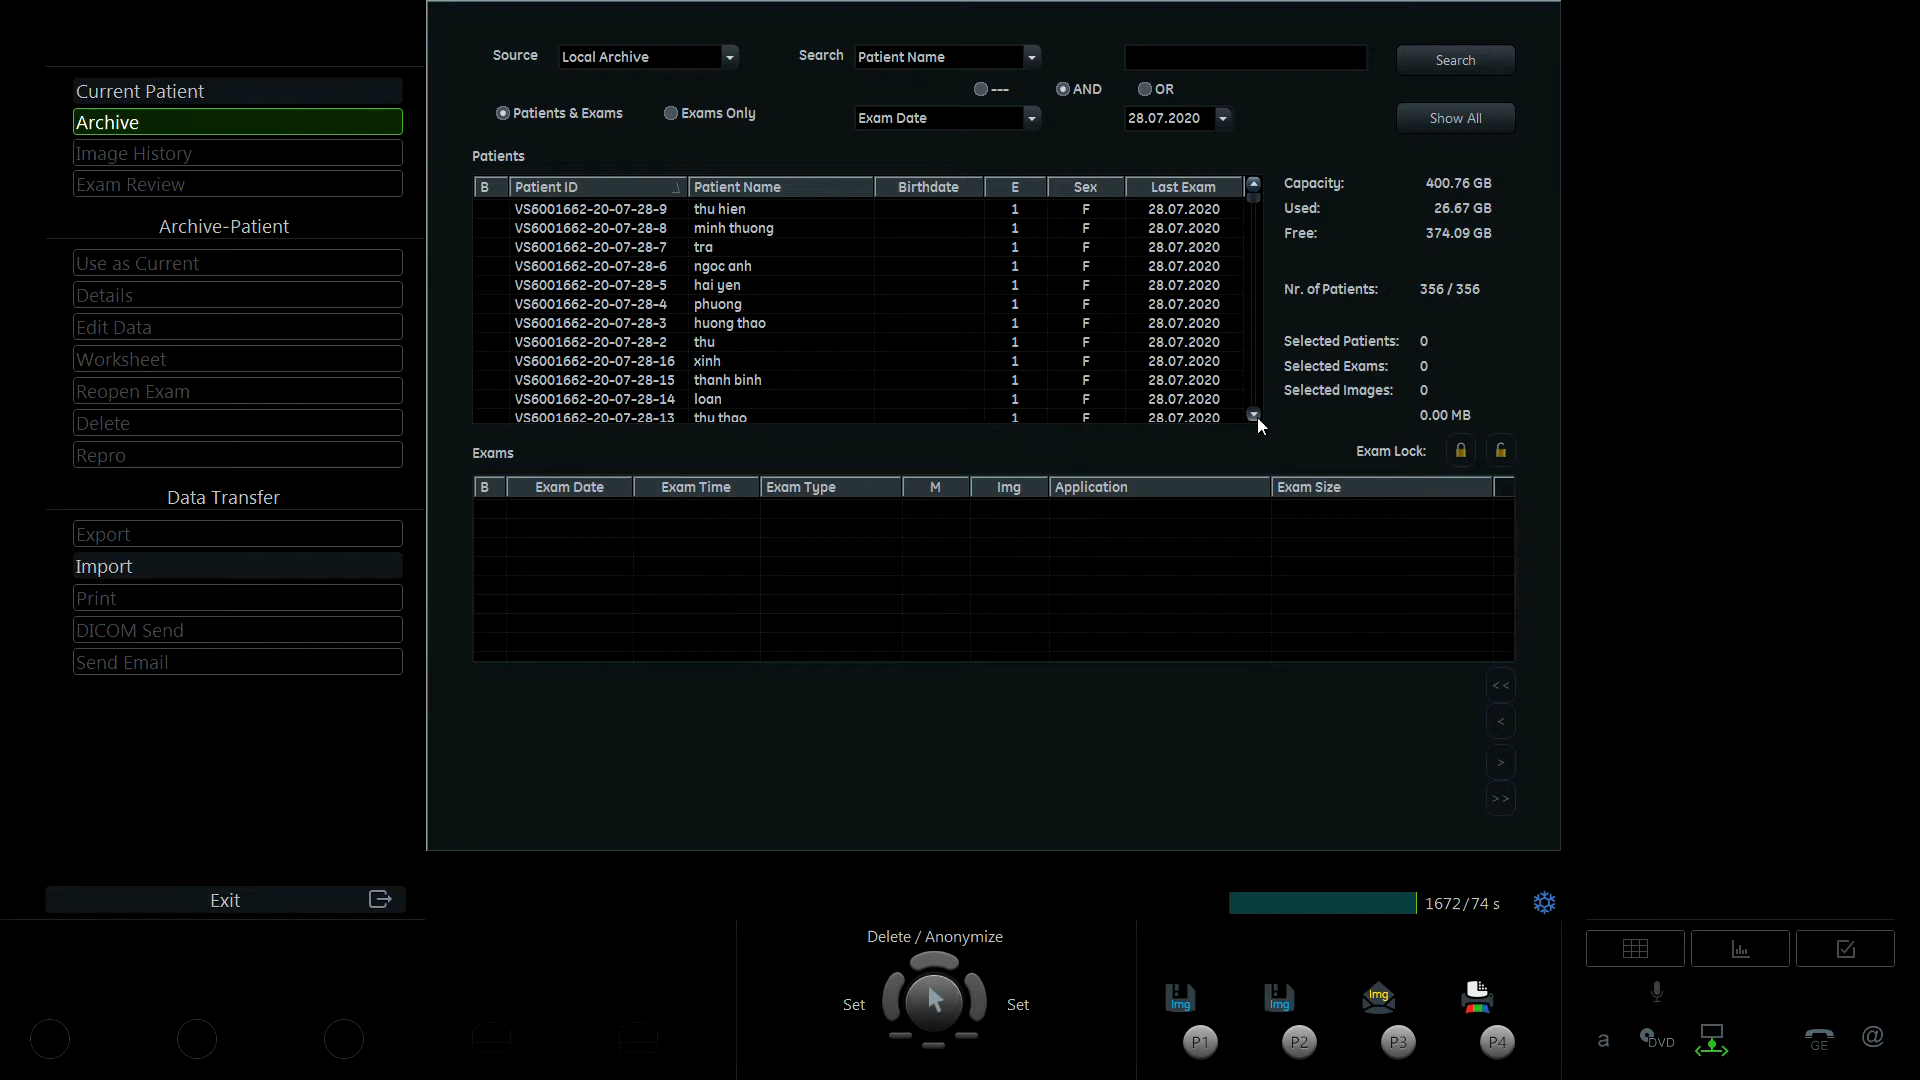 Current Patient
Archive
Image History
Exam Review
Archive-Patient
Use as Current
Details
Edit Data
Worksheet
Reopen Exam
Delete
Repro
Data Transfer
Export
Import
Print
DICOM Send
Send Email
Exit
Source Local Archive Search Patient Name Search
--- AND OR
Patients & Exams Exams Only Exam Date 28.07.2020 Show All
Patients
B Patient ID Patient Name Birthdate E Sex Last Exam
VS6001662-20-07-28-9 thu hien 1 F 28.07.2020
VS6001662-20-07-28-8 minh thuong 1 F 28.07.2020
VS6001662-20-07-28-7 tra 1 F 28.07.2020
VS6001662-20-07-28-6 ngoc anh 1 F 28.07.2020
VS6001662-20-07-28-5 hai yen 1 F 28.07.2020
VS6001662-20-07-28-4 phuong 1 F 28.07.2020
VS6001662-20-07-28-3 huong thao 1 F 28.07.2020
VS6001662-20-07-28-2 thu 1 F 28.07.2020
VS6001662-20-07-28-16 xinh 1 F 28.07.2020
VS6001662-20-07-28-15 thanh binh 1 F 28.07.2020
VS6001662-20-07-28-14 loan 1 F 28.07.2020
VS6001662-20-07-28-13 thu thao 1 F 28.07.2020
Capacity: 400.76 GB
Used: 26.67 GB
Free: 374.09 GB
Nr. of Patients: 356 / 356
Selected Patients: 0
Selected Exams: 0
Selected Images: 0
0.00 MB
Exam Lock:
Exams
B Exam Date Exam Time Exam Type M Img Application Exam Size
<<
<
>
>>
1672/74 s
Delete / Anonymize
Set Set
Img Img Img
P1 P2 P3 P4
a DVD GE @